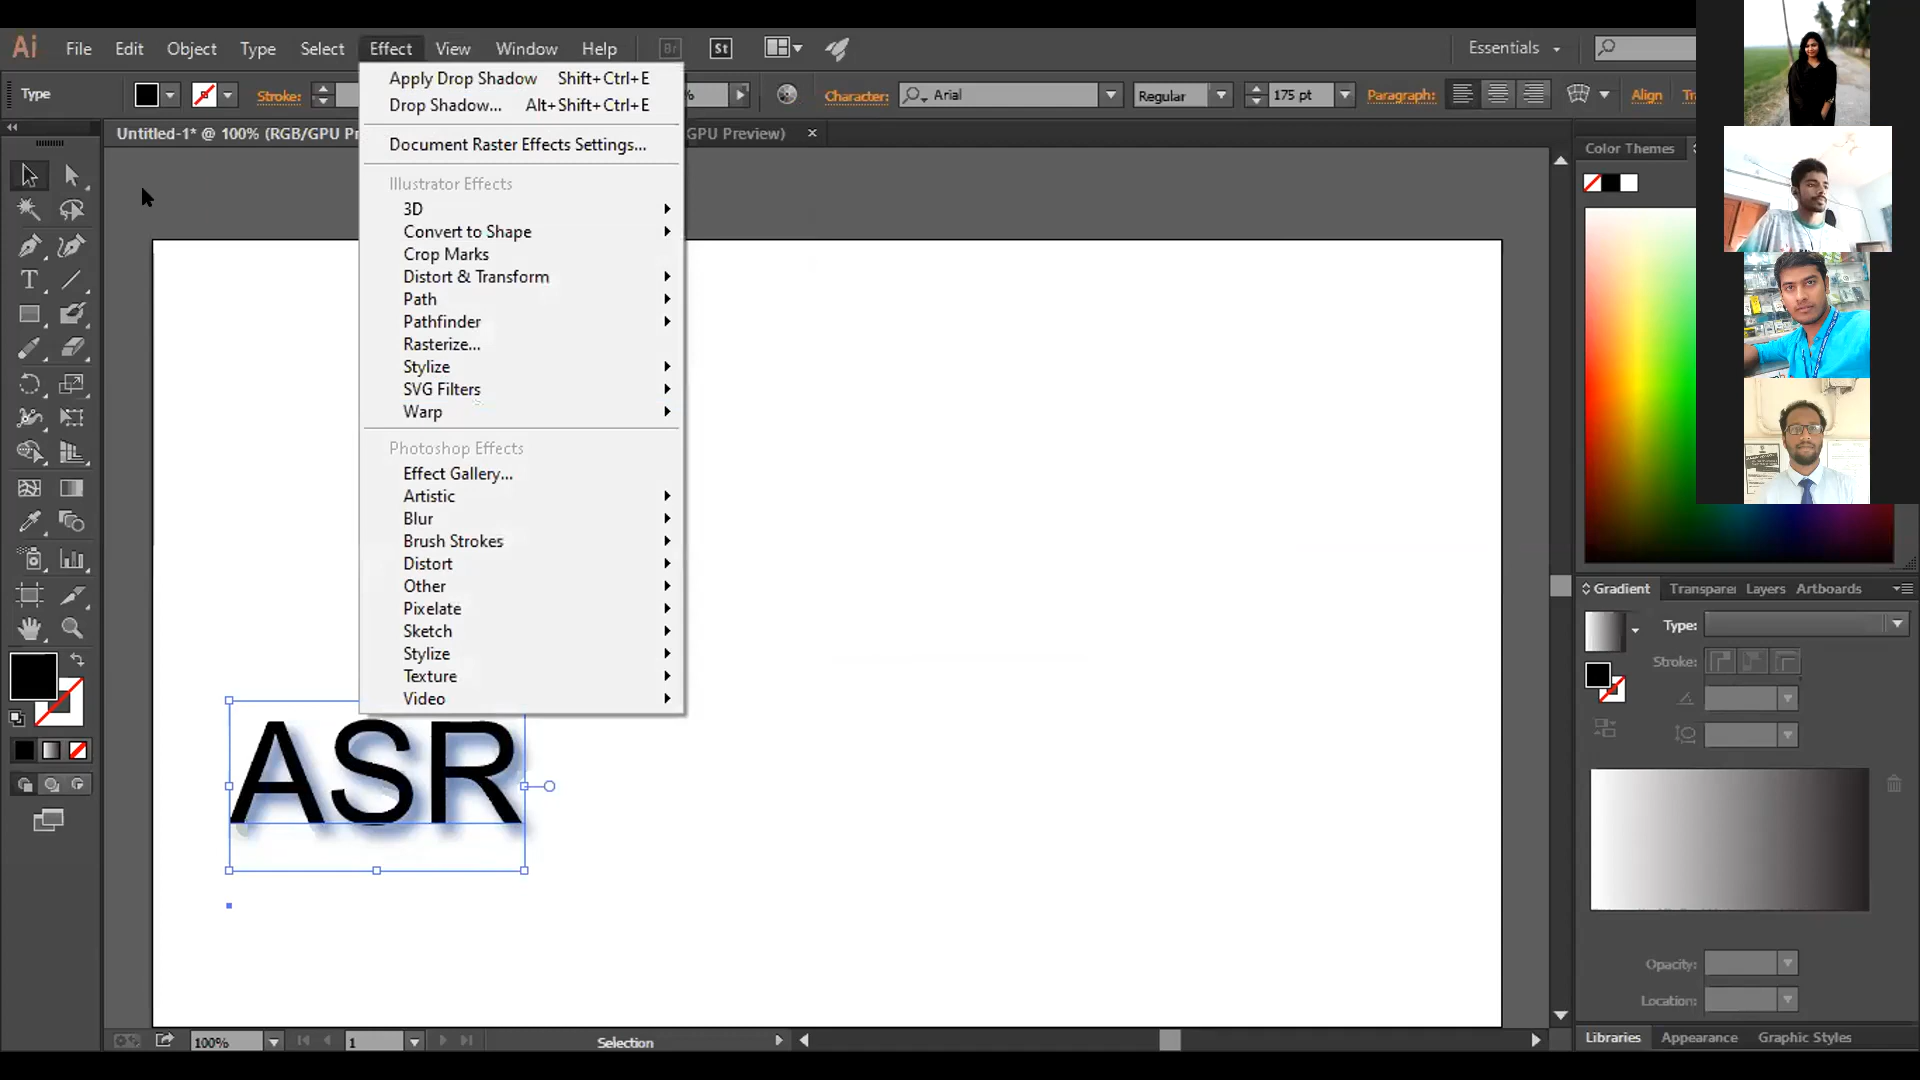 Ai File Edit Object Type Select Effect View Window Help Br St Essentials
Type Stroke: % Character: Arial Regular 175 pt Paragraph: Align
Untitled-1* @ 100% (RGB/GPU GPU Preview) ×
Apply Drop Shadow Shift+Ctrl+E
Drop Shadow... Alt+Shift+Ctrl+E
Document Raster Effects Settings...
Illustrator Effects
3D
Convert to Shape
Crop Marks
Distort & Transform
Path
Pathfinder
Rasterize...
Stylize
SVG Filters
Warp
Photoshop Effects
Effect Gallery...
Artistic
Blur
Brush Strokes
Distort
Other
Pixelate
Sketch
Stylize
Texture
Video
ASR
Color Themes
Gradient Transparer Layers Artboards
Type:
Stroke:
Opacity:
Location:
100% 1 Selection
Libraries Appearance Graphic Styles